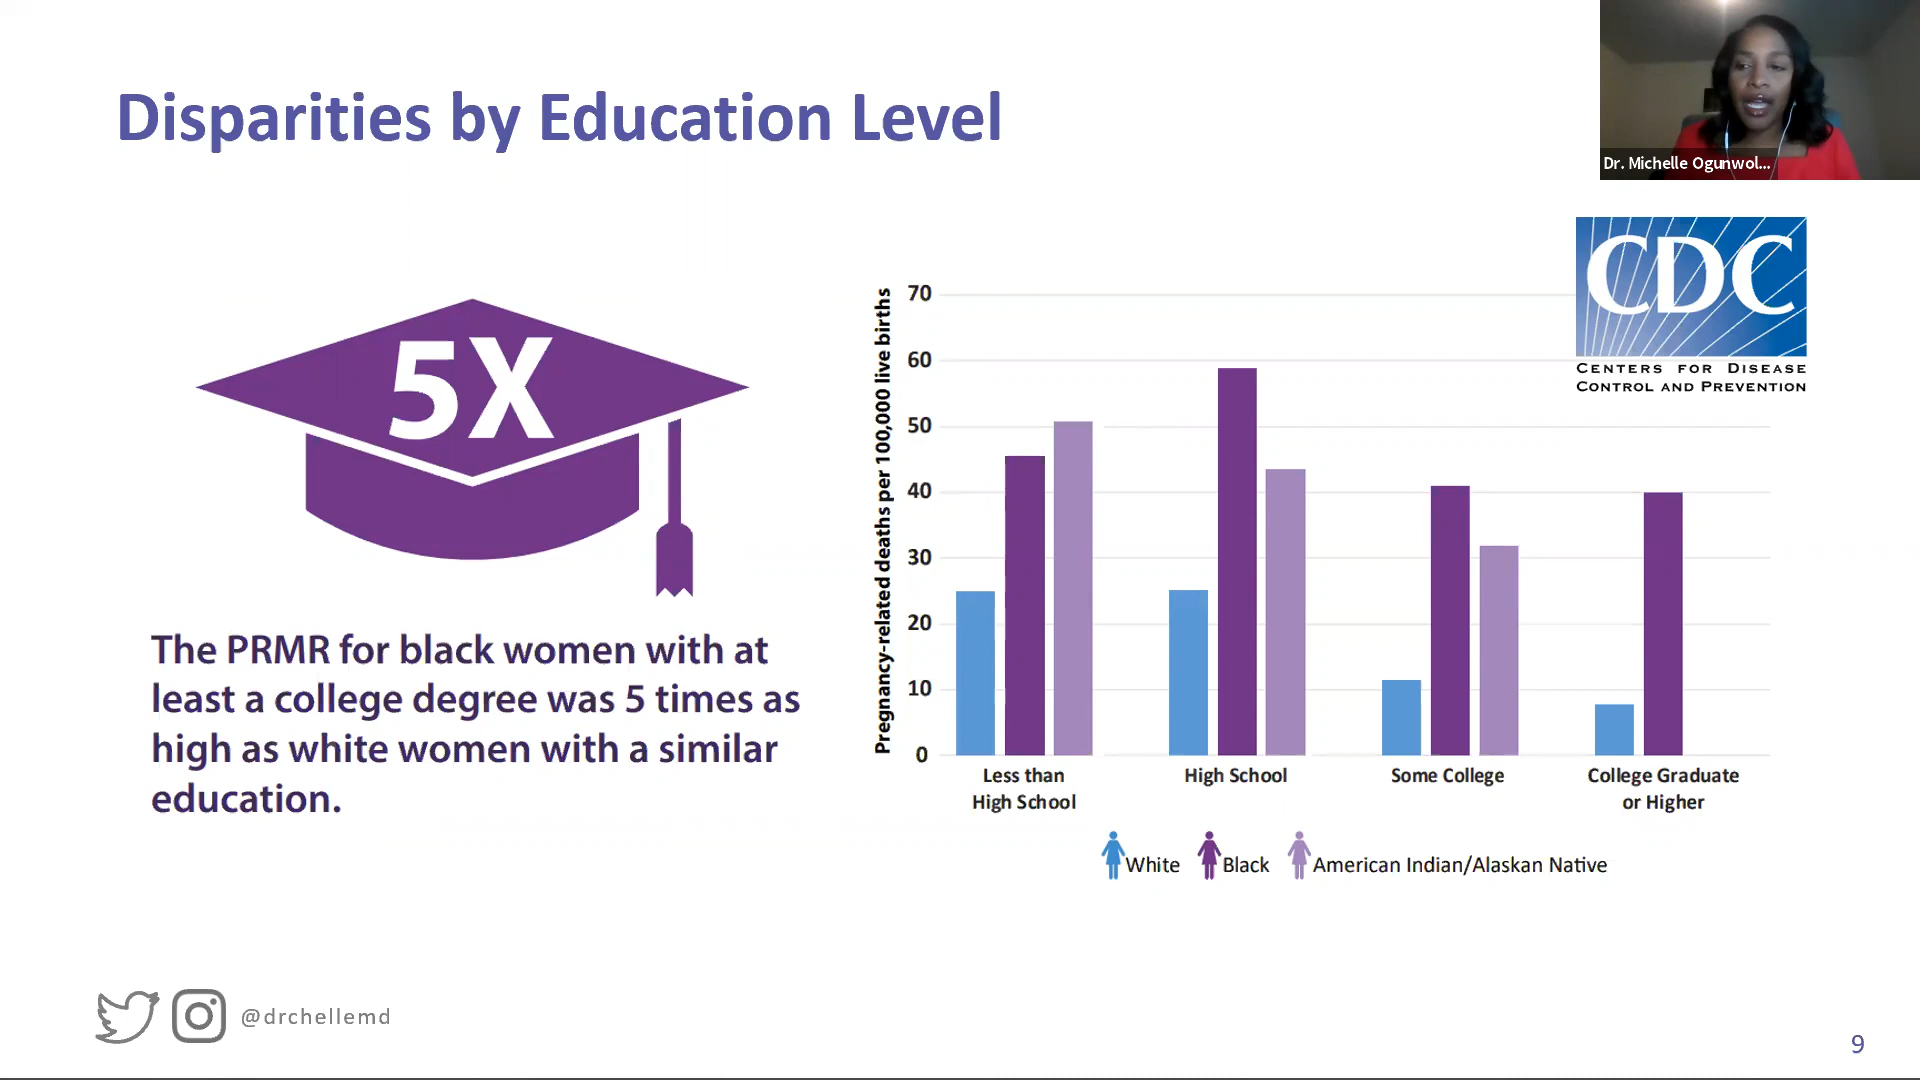 Disparities by Education Level
Dr. Michelle Ogunwol...
CDC
CENTERS FOR DISEASE
CONTROL AND PREVENTION
5X
The PRMR for black women with at
least a college degree was 5 times as
high as white women with a similar
education.
Pregnancy-related deaths per 100,000 live births
70
60
50
40
30
20
10
0
Less than
High School
High School
Some College
College Graduate
or Higher
White
Black
American Indian/Alaskan Native
@drchellemd
9